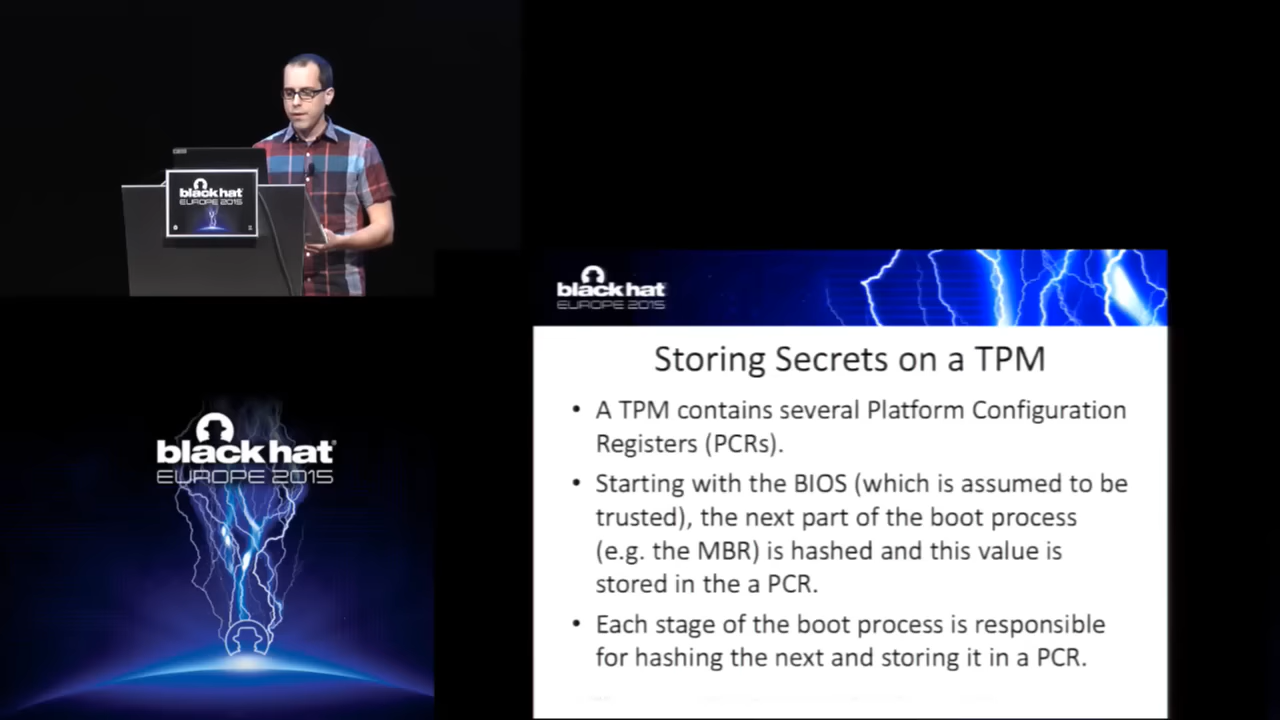 black hat
EUROPE 2015
black hat
EUROPE 2015
Storing Secrets on a TPM
• A TPM contains several Platform Configuration
Registers (PCRs).
• Starting with the BIOS (which is assumed to be
trusted), the next part of the boot process
(e.g. the MBR) is hashed and this value is
stored in the a PCR.
• Each stage of the boot process is responsible
for hashing the next and storing it in a PCR.
black hat
EUROPE 2015